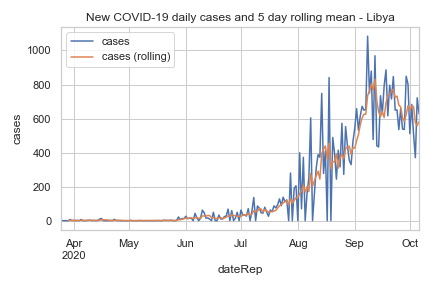 New COVID-19 daily cases and 5 day rolling mean - Libya
cases
cases (rolling)
1000
800
600
400
200
0
cases
Apr
2020
May
Jun
Jul
Aug
Sep
Oct
dateRep